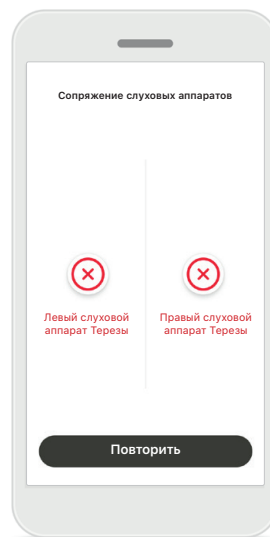 Сопряжение слуховых аппаратов
Левый слуховой
аппарат Терезы
Правый слуховой
аппарат Терезы
Повторить